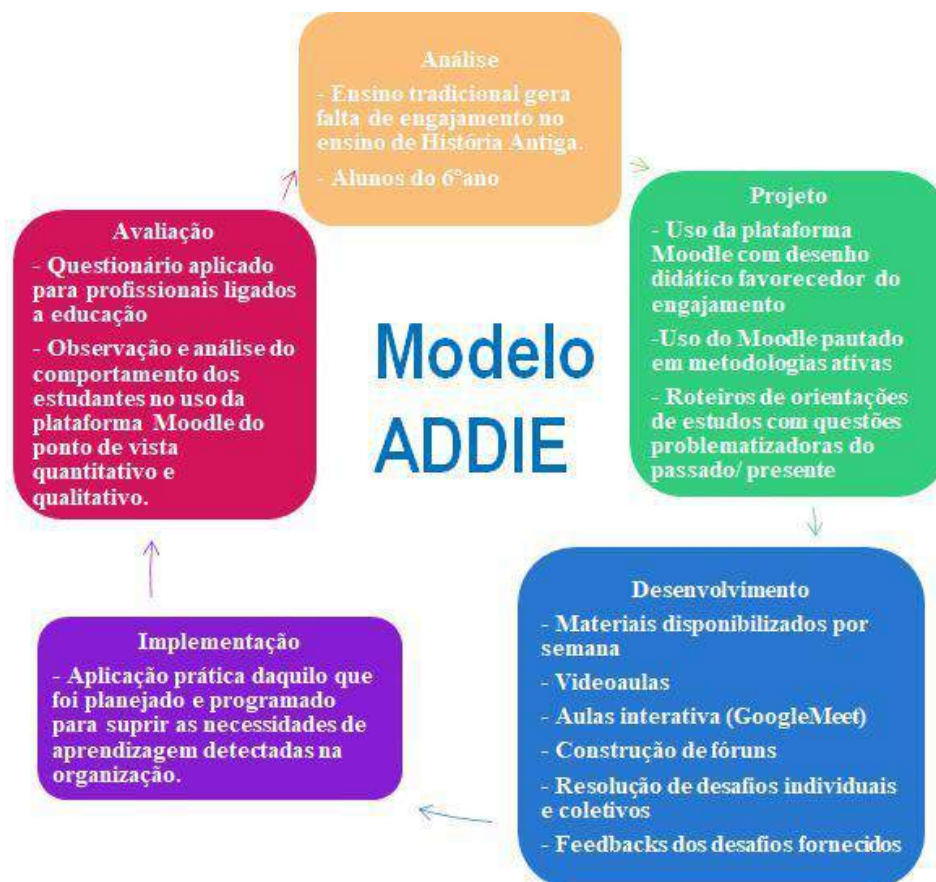 Análise
- Ensino tradicional gera
falta de engajamento no
ensino de História Antiga.
- Alunos do 6°ano
Projeto
- Uso da plataforma
Moodle com desenho
didático favorecedor do
engajamento
-Uso do Moodle pautado
em metodologias ativas
- Roteiros de orientações
de estudos com questões
problematizadoras do
passado/ presente
Desenvolvimento
- Materiais disponibilizados por
semana
- Videoaulas
- Aulas interativa (GoogleMeet)
- Construção de fóruns
- Resolução de desafios individuais
e coletivos
- Feedbacks dos desafios fornecidos
Implementação
- Aplicação prática daquilo que
foi planejado e programado
para suprir as necessidades de
aprendizagem detectadas na
organização.
Avaliação
- Questionário aplicado
para profissionais ligados
a educação
- Observação e análise do
comportamento dos
estudantes no uso da
plataforma Moodle do
ponto de vista
quantitativo e
qualitativo.
Modelo
ADDIE